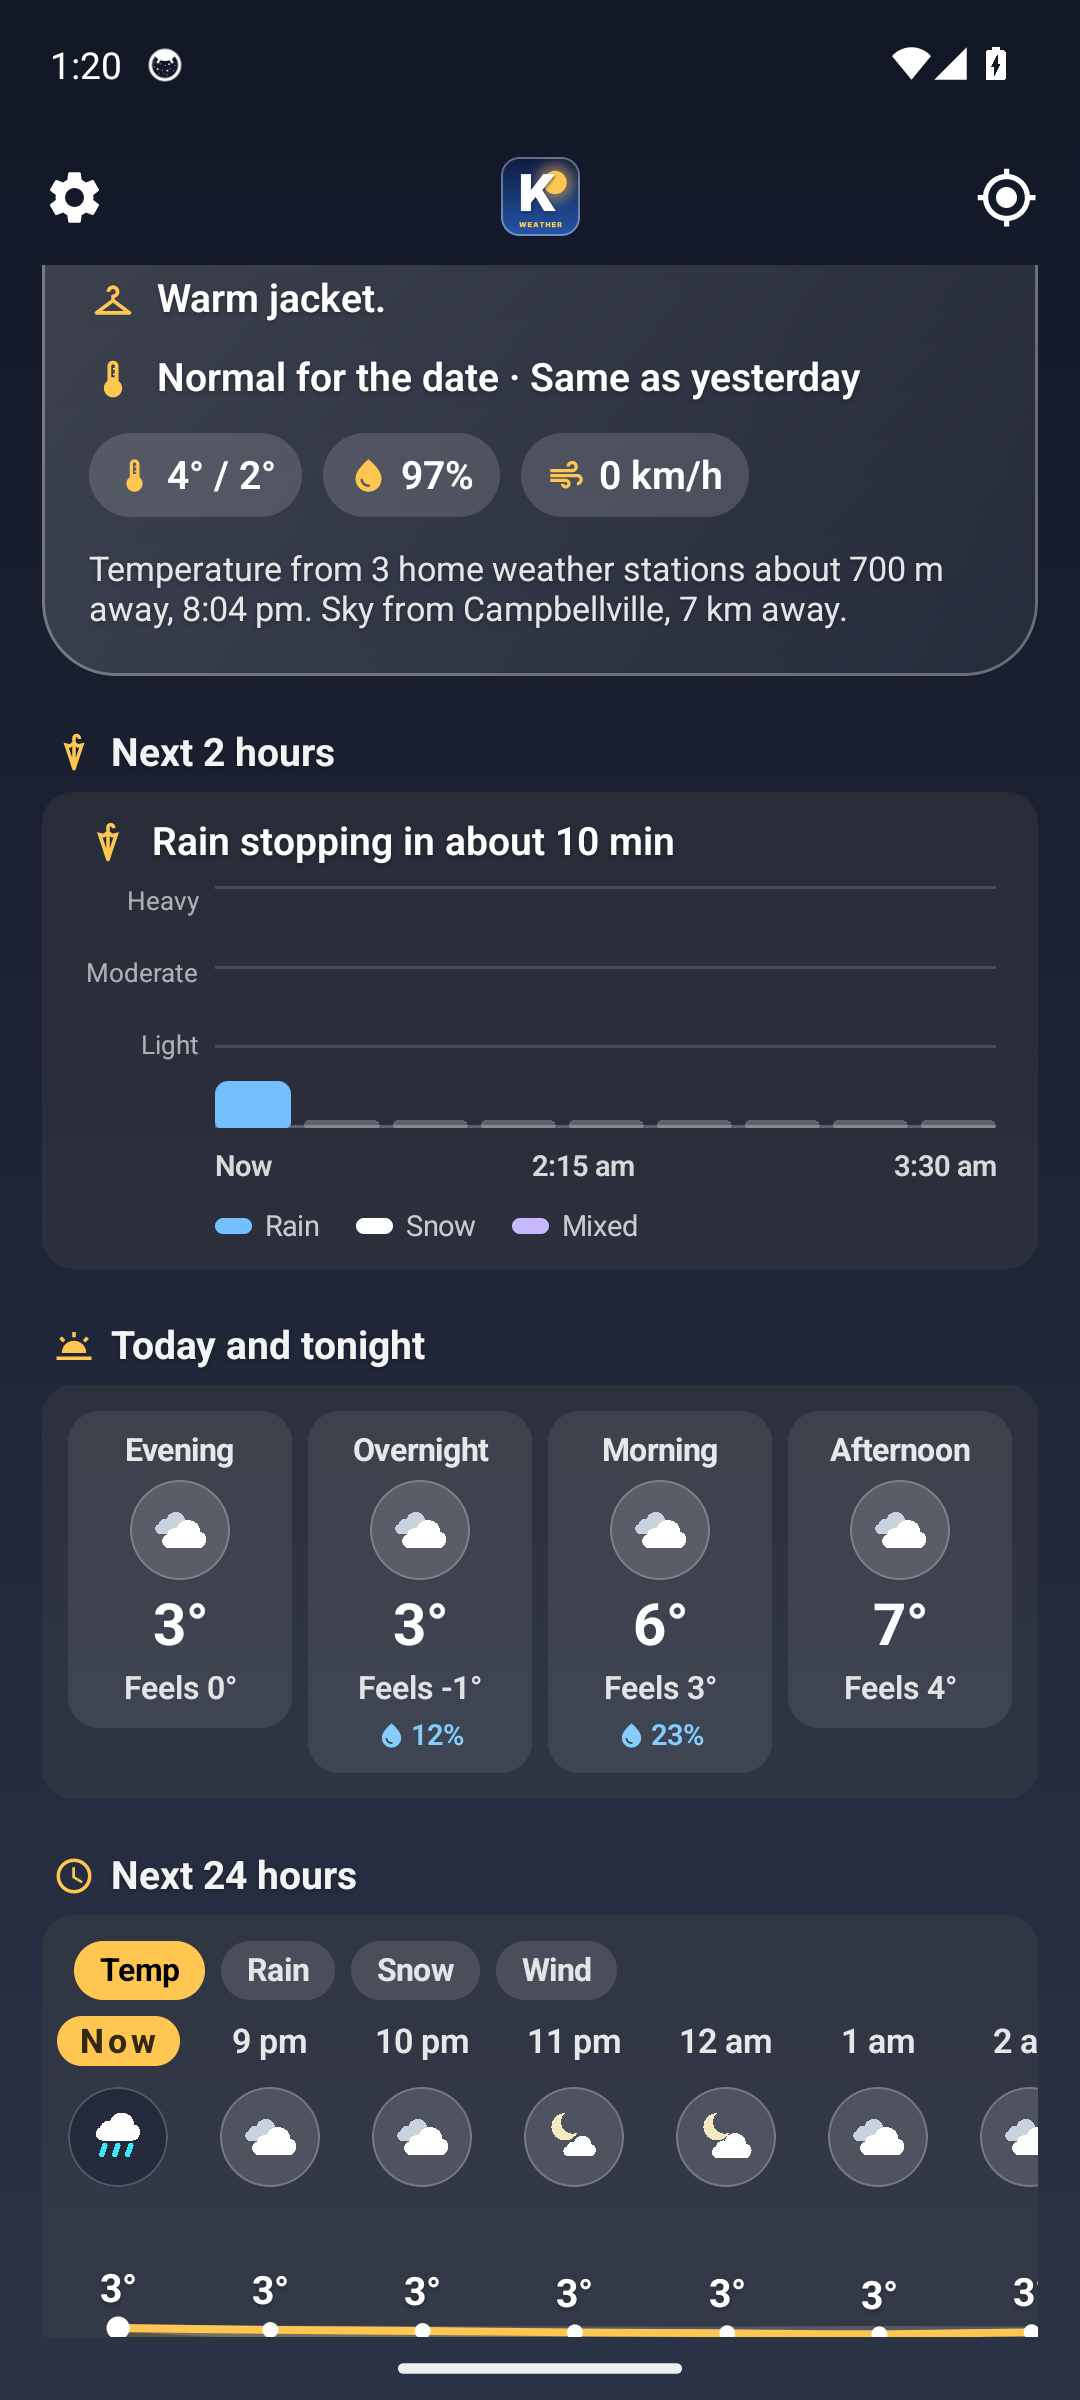 1:20
K
WEATHER
Warm jacket.
Normal for the date · Same as yesterday
4° / 2°
97%
0 km/h
Temperature from 3 home weather stations about 700 m
away, 8:04 pm. Sky from Campbellville, 7 km away.
Next 2 hours
Rain stopping in about 10 min
Heavy
Moderate
Light
Now 2:15 am 3:30 am
Rain Snow Mixed
Today and tonight
Evening Overnight Morning Afternoon
3° 3° 6° 7°
Feels 0° Feels -1° Feels 3° Feels 4°
12% 23%
Next 24 hours
Temp Rain Snow Wind
Now 9 pm 10 pm 11 pm 12 am 1 am 2 a
3° 3° 3° 3° 3° 3° 3°